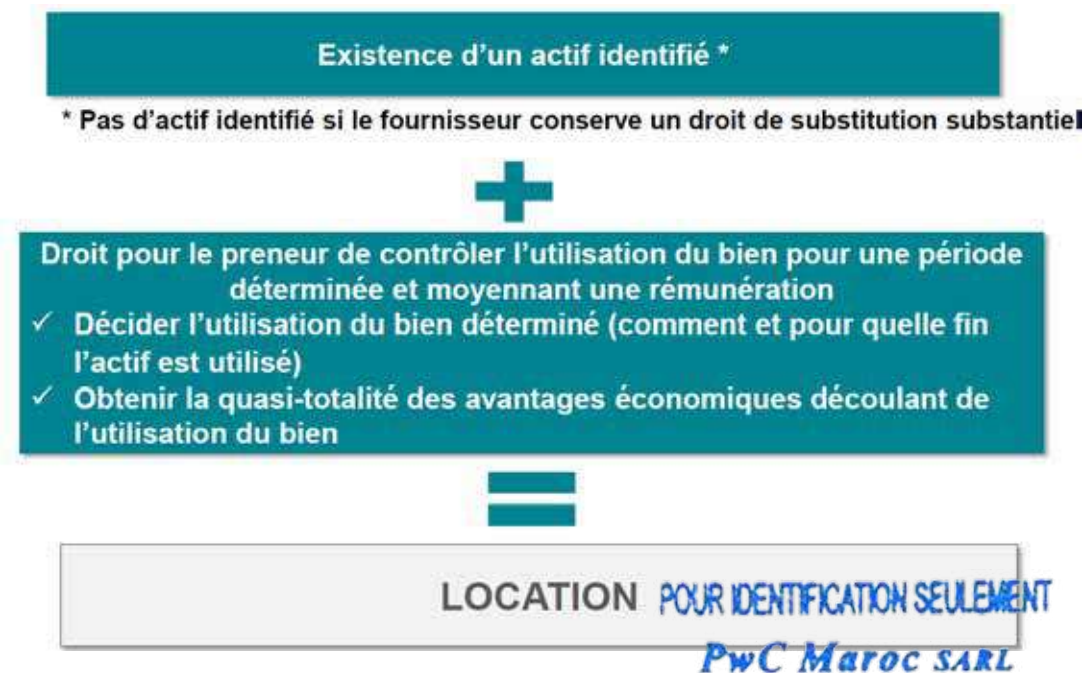 Existence d'un actif identifié *
* Pas d'actif identifié si le fournisseur conserve un droit de substitution substantiel
Droit pour le preneur de contrôler l'utilisation du bien pour une période
déterminée et moyennant une rémunération
✓ Décider l'utilisation du bien déterminé (comment et pour quelle fin
l'actif est utilisé)
✓ Obtenir la quasi-totalité des avantages économiques découlant de
l'utilisation du bien
LOCATION POUR IDENTIFICATION SEULEMENT
PwC Maroc SARL